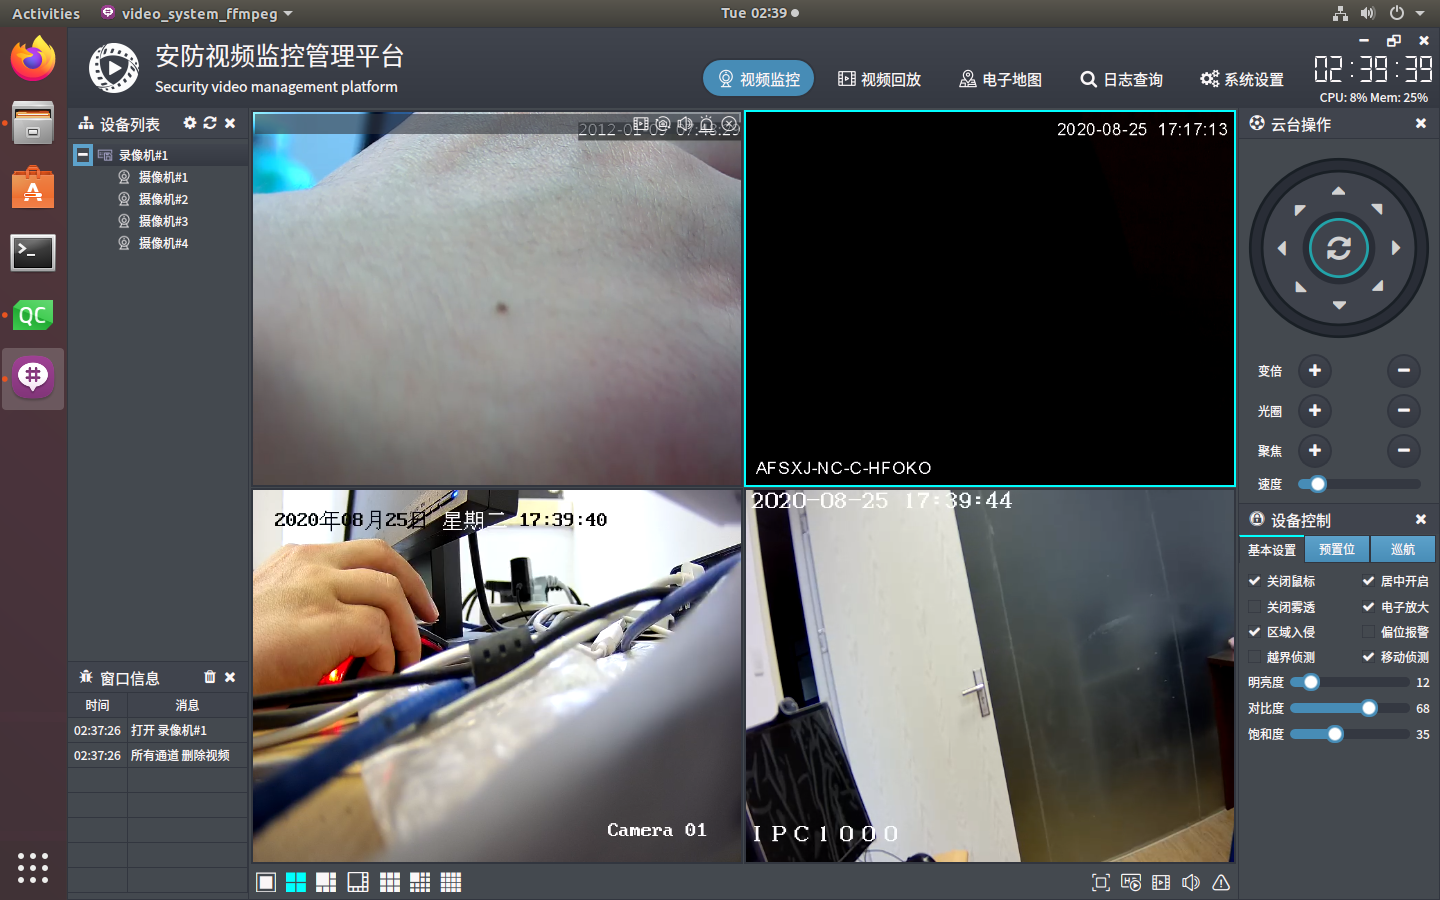 Activities
video_system_ffmpeg
Tue 02:39
安防视频监控管理平台
Security video management platform
视频监控
视频回放
电子地图
日志查询
系统设置
02:39:39
CPU: 8% Mem: 25%
设备列表
录像机#1
摄像机#1
摄像机#2
摄像机#3
摄像机#4
2020-08-25 17:17:13
AFSXJ-NC-C-HFOKO
2020年08月25日 星期二 17:39:40
Camera 01
2020-08-25 17:39:44
IPC1000
云台操作
变倍
光圈
聚焦
速度
设备控制
基本设置
预置位
巡航
关闭鼠标
居中开启
关闭雾透
电子放大
区域入侵
偏位报警
越界侦测
移动侦测
明亮度
12
对比度
68
饱和度
35
窗口信息
时间
消息
02:37:26
打开 录像机#1
02:37:26
所有通道 删除视频
QC